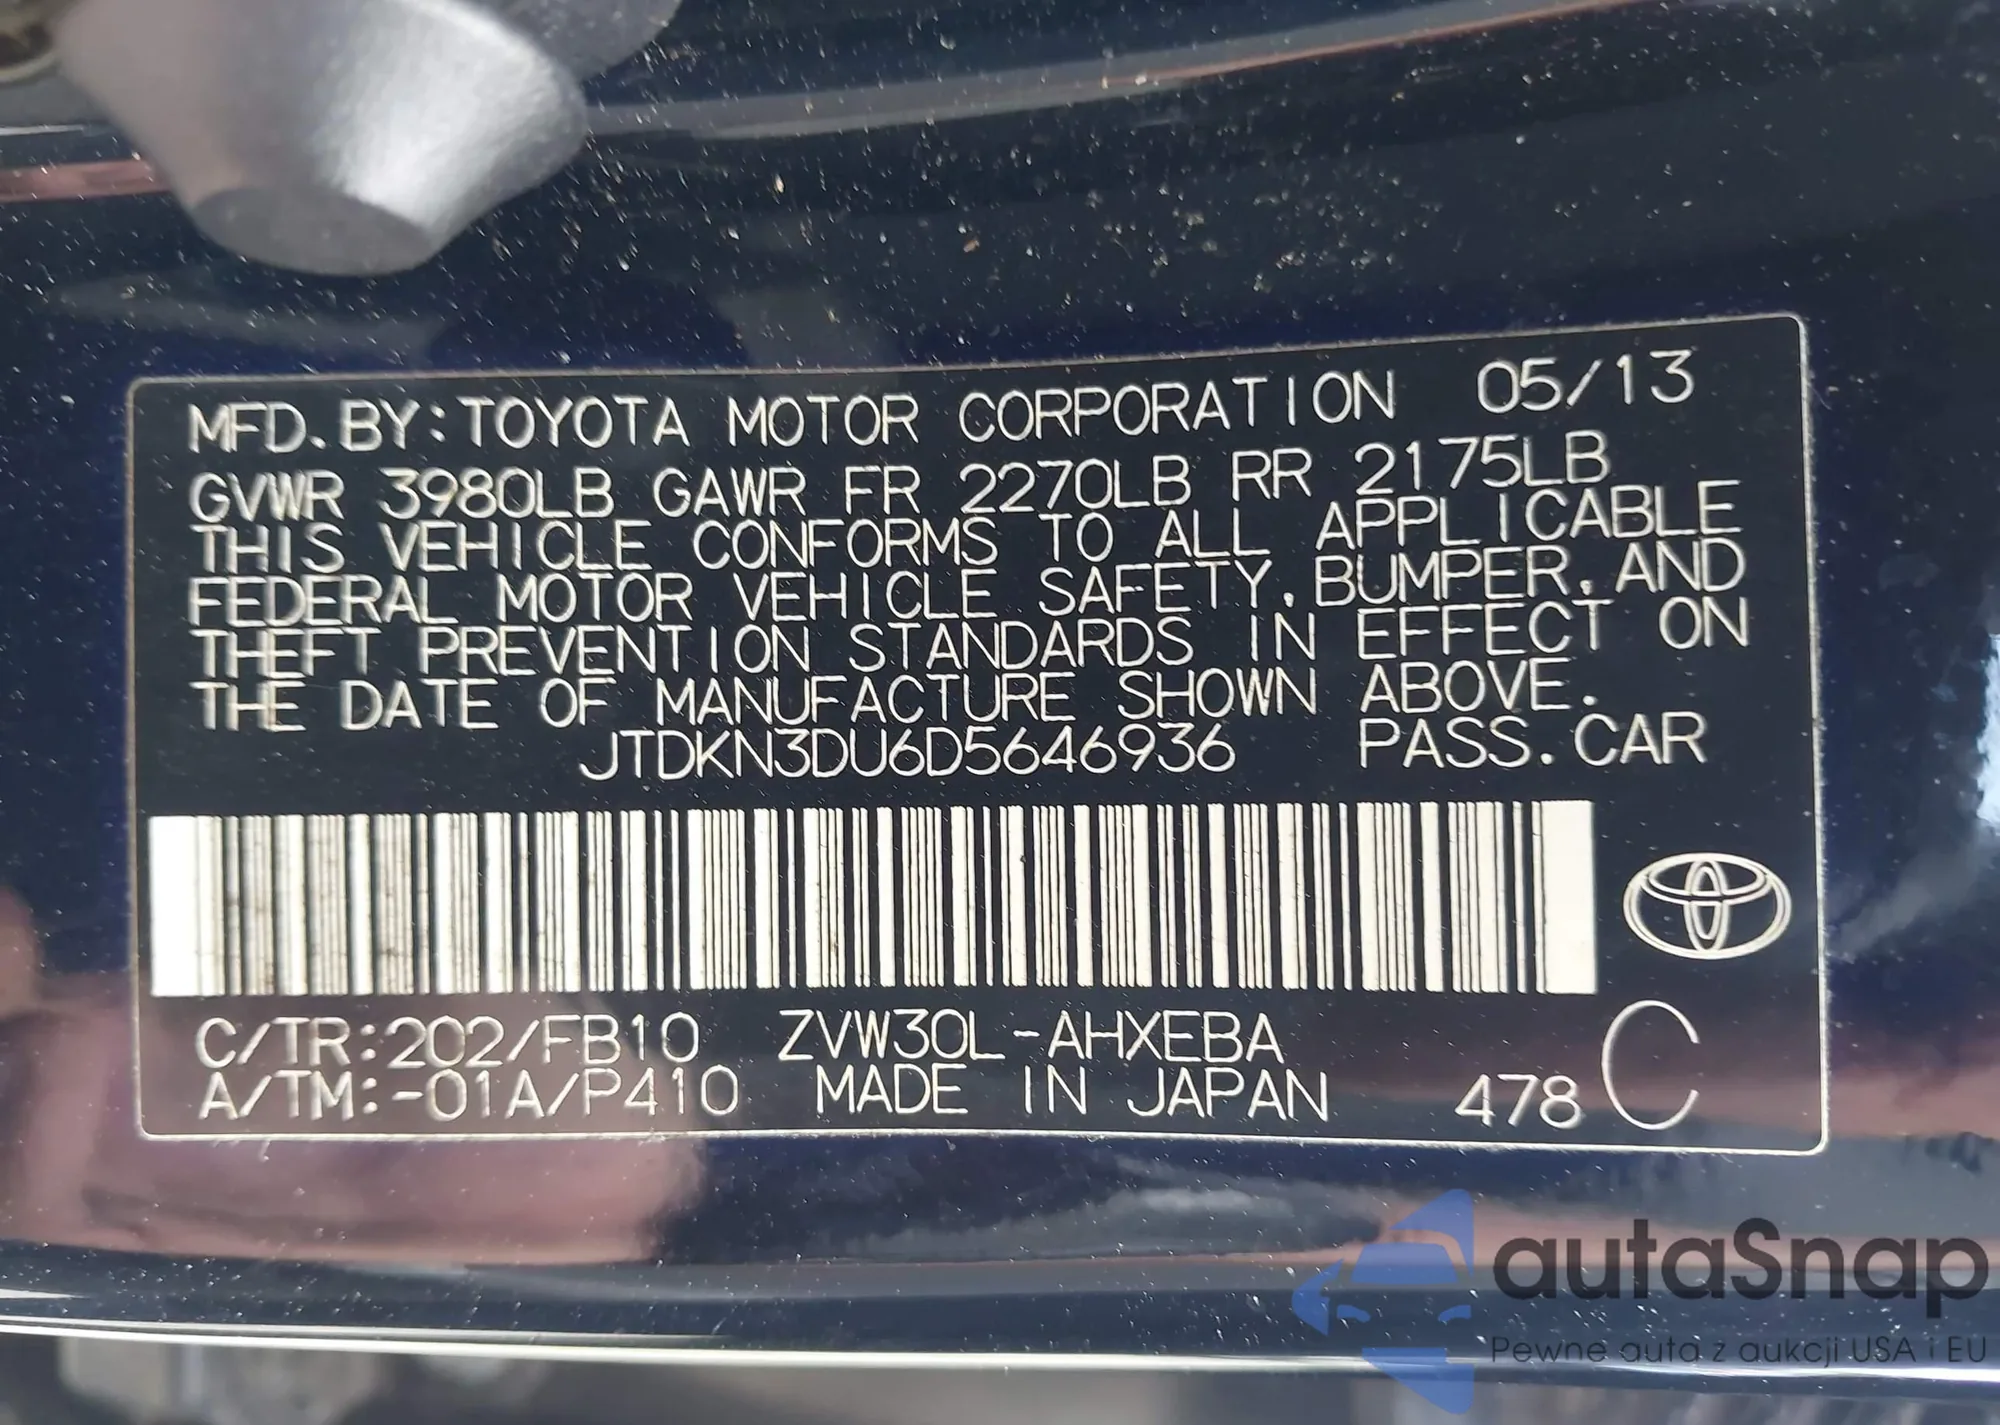 MFD. BY: TOYOTA MOTOR CORPORATION 05/13
GVWR 3980LB GAWR FR 2270LB RR 2175LB
THIS VEHICLE CONFORMS TO ALL APPLICABLE
FEDERAL MOTOR VEHICLE SAFETY, BUMPER, AND
THEFT PREVENTION STANDARDS IN EFFECT ON
THE DATE OF MANUFACTURE SHOWN ABOVE.
JTDKN3DU6D5646936 PASS. CAR
C/TR:202/FB10 ZVW30L-AHXEBA C
A/TM:-01A/P410 MADE IN JAPAN 478
autaSnap
Pewne auta z aukcji USA i EU